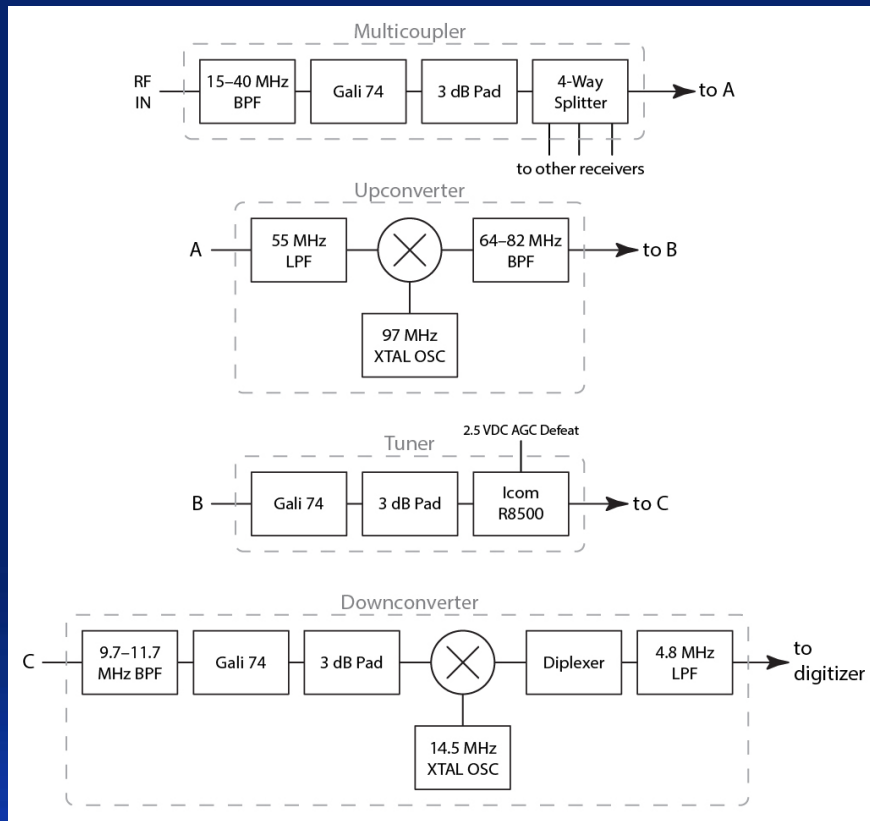 Multicoupler
RF
IN
15–40 MHz
BPF
Gali 74
3 dB Pad
4-Way
Splitter
to A
to other receivers
Upconverter
A
55 MHz
LPF
64–82 MHz
BPF
to B
97 MHz
XTAL OSC
2.5 VDC AGC Defeat
Tuner
B
Gali 74
3 dB Pad
Icom
R8500
to C
Downconverter
C
9.7–11.7
MHz BPF
Gali 74
3 dB Pad
Diplexer
4.8 MHz
LPF
to
digitizer
14.5 MHz
XTAL OSC